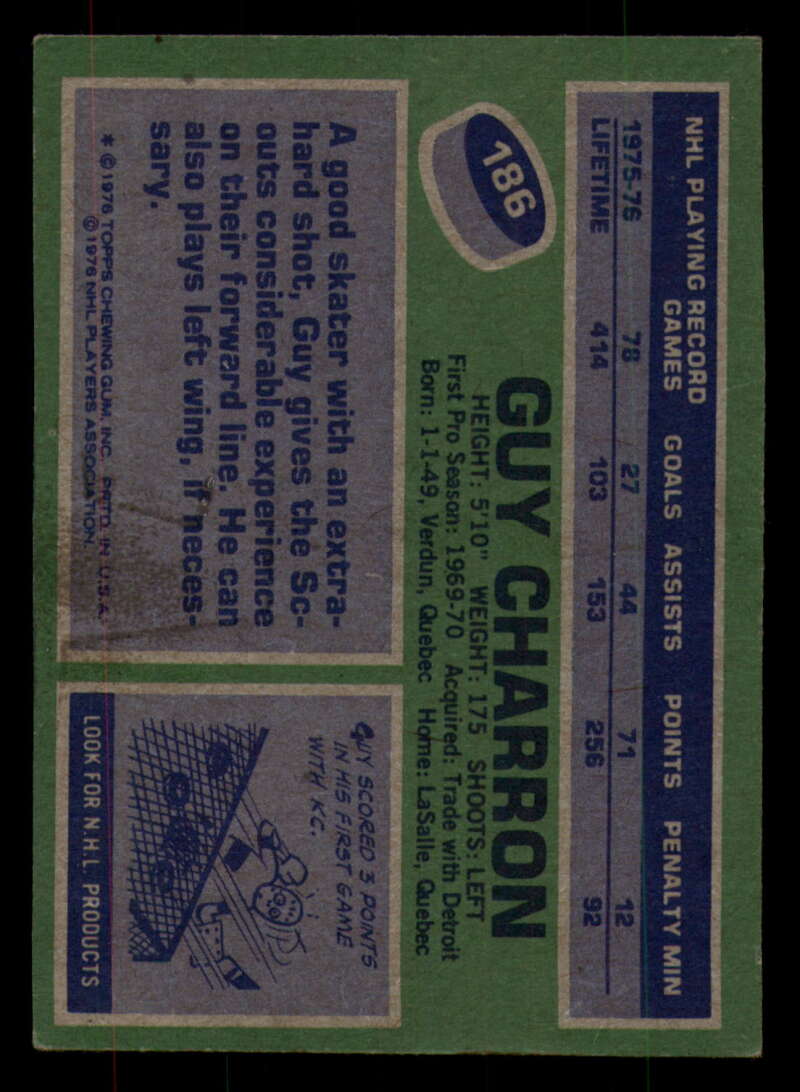 NHL PLAYING RECORD
GAMES GOALS ASSISTS POINTS PENALTY MIN
1975-76 78 27 44 71 12
LIFETIME 414 103 153 256 92
186
GUY CHARRON
HEIGHT: 5'10" WEIGHT: 175 SHOOTS: LEFT
First Pro Season: 1969-70 Acquired: Trade with Detroit
Born: 1-1-49, Verdun, Quebec Home: LaSalle, Quebec
A good skater with an extra-
hard shot, Guy gives the Sc-
outs considerable experience
on their forward line. He can
also plays left wing, if neces-
sary.
* © 1976 TOPPS CHEWING GUM, INC. PRTD. IN U.S.A.
© 1976 NHL PLAYERS ASSOCIATION.
GUY SCORED 3 POINTS
IN HIS FIRST GAME
WITH K.C.
LOOK FOR N.H.L. PRODUCTS